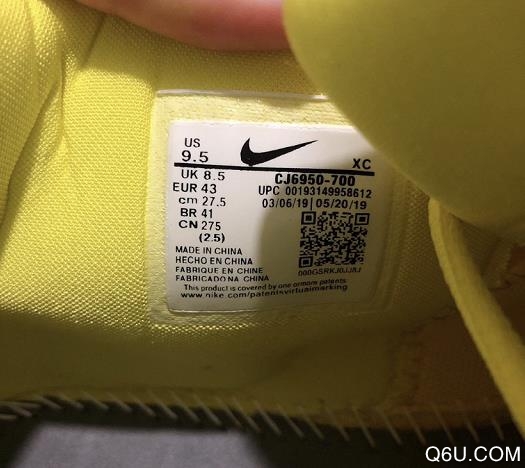 US
9.5
XC
UK 8.5
CJ6950-700
EUR 43
UPC 00193149958612
cm 27.5
03/06/19 | 05/20/19
BR 41
CN 275
(2.5)
MADE IN CHINA
HECHO EN CHINA
FABRIQUE EN CHINE
FABRICADO NA CHINA
000GSRKJ0JJ8J
This product is covered by one ormore patents
www.nike.com/patentsvirtualmarking
Q6U.COM